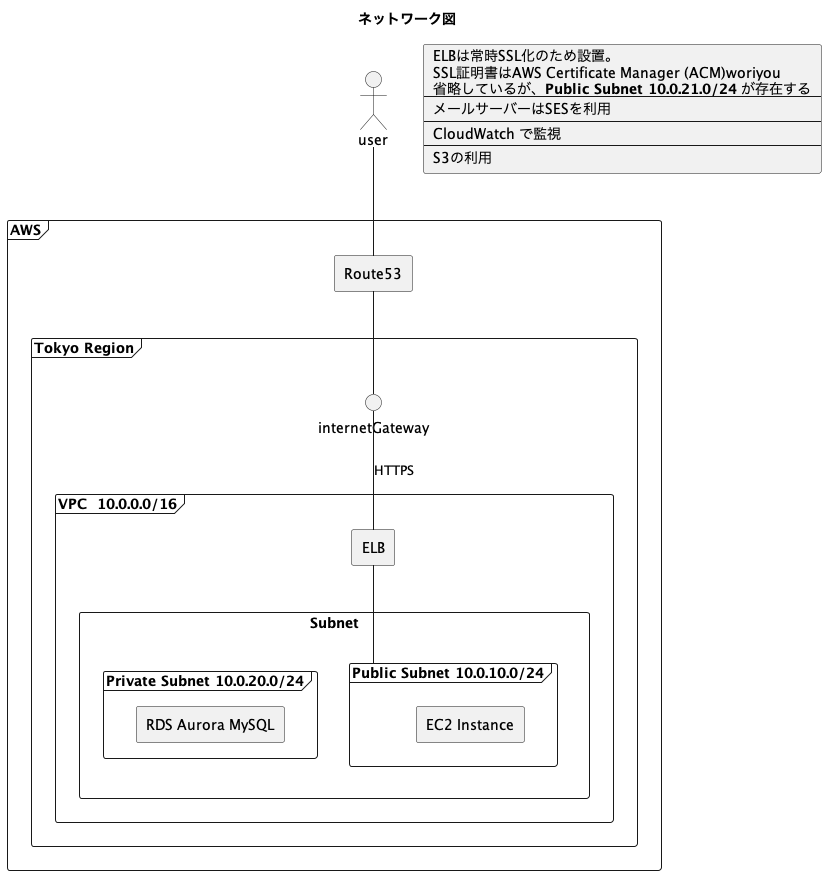 ネットワーク図
ELBは常時SSL化のため設置。
SSL証明書はAWS Certificate Manager (ACM)woriyou
省略しているが、Public Subnet 10.0.21.0/24 が存在する
メールサーバーはSESを利用
CloudWatch で監視
S3の利用
user
AWS
Route53
Tokyo Region
internetGateway
HTTPS
VPC  10.0.0.0/16
ELB
Subnet
Private Subnet 10.0.20.0/24
RDS Aurora MySQL
Public Subnet 10.0.10.0/24
EC2 Instance